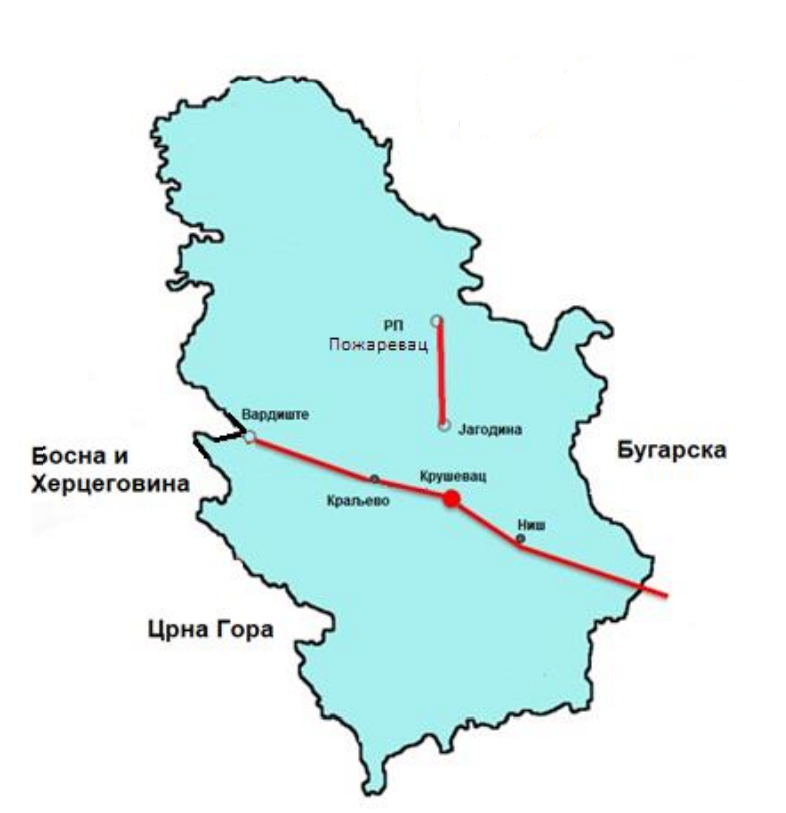 РП
Пожаревац
Вардиште
Јагодина
Босна и
Херцеговина
Бугарска
Крушевац
Краљево
Ниш
Црна Гора